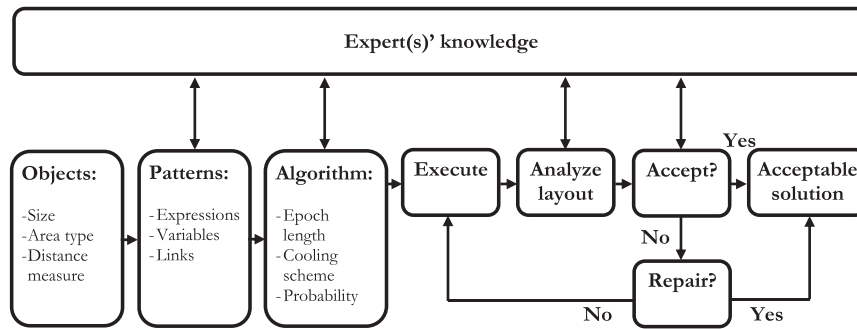 Expert(s)' knowledge
Objects:
-Size
-Area type
-Distance
measure
Patterns:
-Expressions
-Variables
-Links
Algorithm:
-Epoch
length
-Cooling
scheme
-Probability
Execute
Analyze
layout
Accept?
Yes
Acceptable
solution
No
Repair?
No
Yes